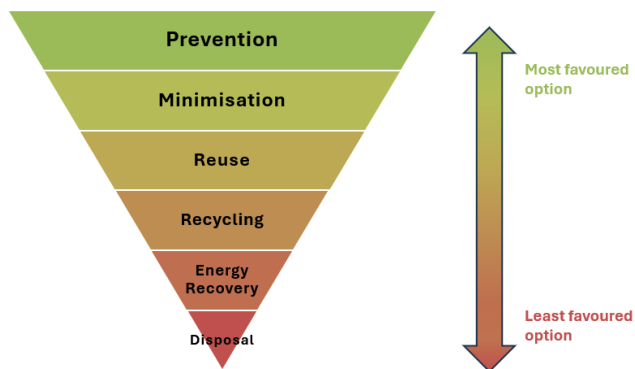 Prevention
Minimisation
Reuse
Recycling
Energy
Recovery
Disposal
Most favoured
option
Least favoured
option